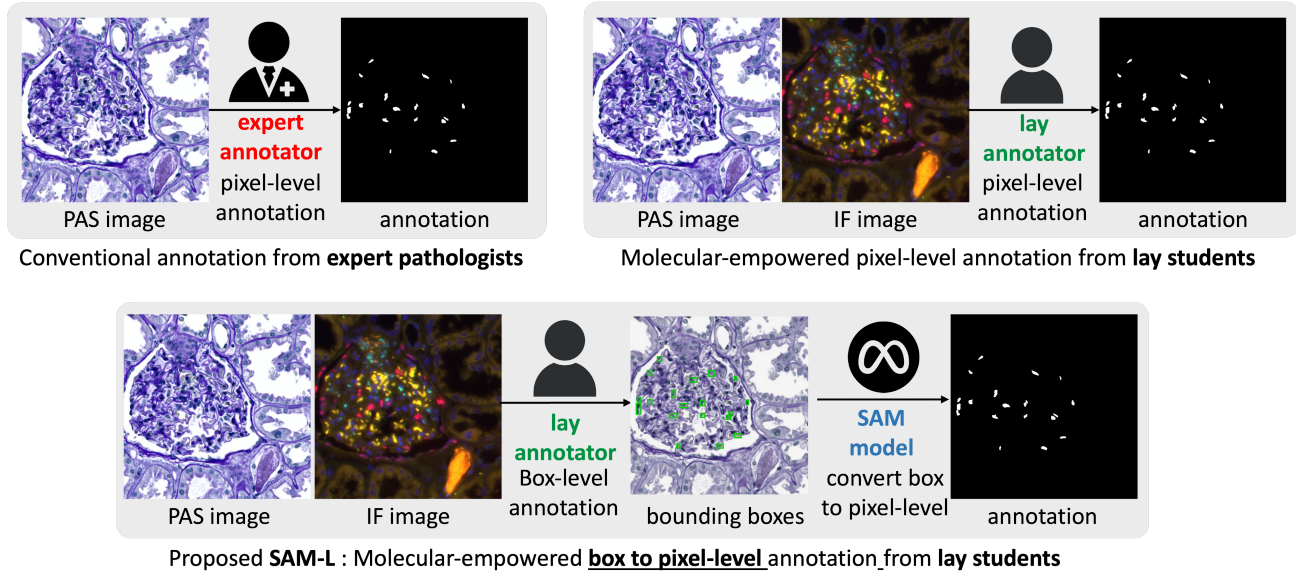 expert
annotator
pixel-level
annotation
PAS image
annotation
Conventional annotation from expert pathologists
lay
annotator
pixel-level
annotation
PAS image
IF image
annotation
Molecular-empowered pixel-level annotation from lay students
lay
annotator
Box-level
annotation
SAM
model
convert box
to pixel-level
PAS image
IF image
bounding boxes
annotation
Proposed SAM-L : Molecular-empowered box to pixel-level annotation from lay students